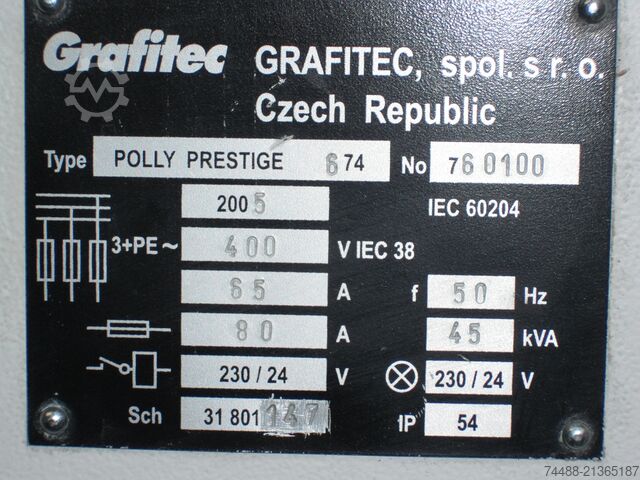 Grafitec GRAFITEC, spol. s r. o.
Czech Republic
Type POLLY PRESTIGE 674 No 760100
2005 IEC 60204
3+PE ~ 400 V IEC 38
65 A f 50 Hz
80 A 45 kVA
230 / 24 V 230 / 24 V
Sch 31 801 147 IP 54
74488-21365187